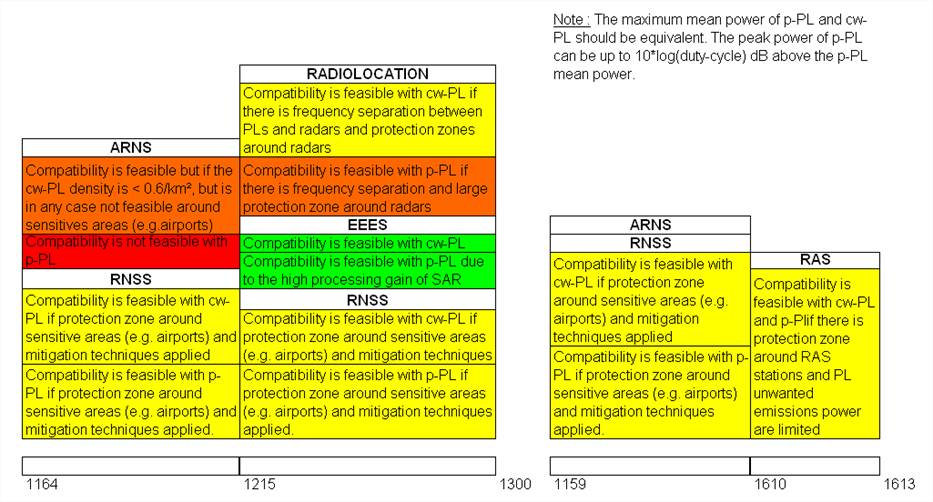 Note : The maximum mean power of p-PL and cw-
PL should be equivalent. The peak power of p-PL
can be up to 10*log(duty-cycle) dB above the p-PL
mean power.
RADIOLOCATION
Compatibility is feasible with cw-PL if
there is frequency separation between
PLs and radars and protection zones
around radars
Compatibility is feasible with p-PL if
there is frequency separation and large
protection zone around radars
EEES
Compatibility is feasible with cw-PL
Compatibility is feasible with p-PL due
to the high processing gain of SAR
RNSS
Compatibility is feasible with cw-PL if
protection zone around sensitive areas
(e.g. airports) and mitigation techniques
Compatibility is feasible with p-PL if
protection zone around sensitive areas
(e.g. airports) and mitigation techniques
applied.
ARNS
Compatibility is feasible but if the
cw-PL density is < 0.6/km², but is
in any case not feasible around
sensitives areas (e.g.airports)
Compatibility is not feasible with
p-PL
RNSS
Compatibility is feasible with cw-
PL if protection zone around
sensitive areas (e.g. airports) and
mitigation techniques applied
Compatibility is feasible with p-
PL if protection zone around
sensitive areas (e.g. airports) and
mitigation techniques applied.
ARNS
RNSS
Compatibility is feasible with
cw-PL if protection zone
around sensitive areas (e.g.
airports) and mitigation
techniques applied
Compatibility is feasible with p-
PL if protection zone around
sensitive areas (e.g. airports)
and mitigation techniques
applied.
RAS
Compatibility is
feasible with cw-PL
and p-Plif there is
protection zone
around RAS
stations and PL
unwanted
emissions power
are limited
1164
1215
1300
1159
1610
1613